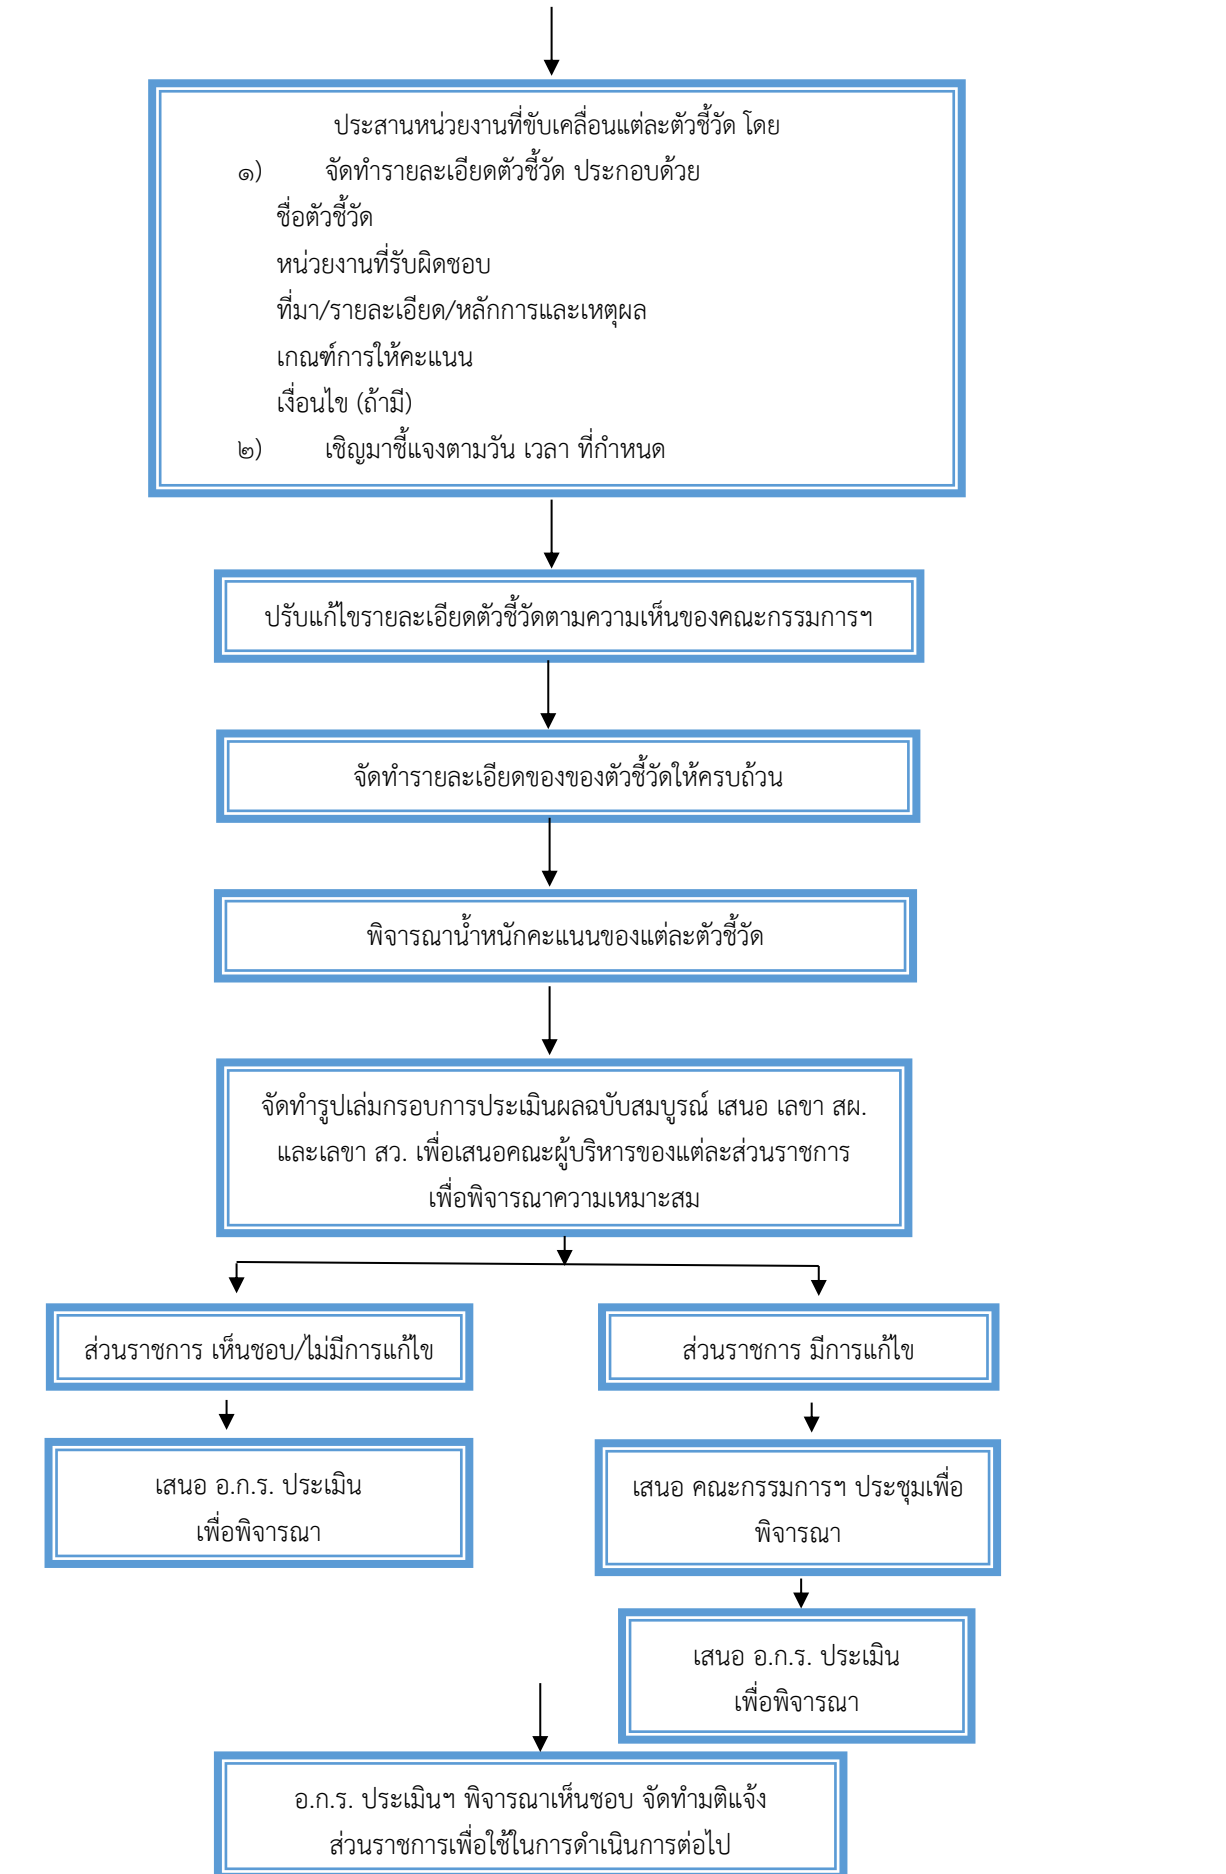 ประสานหน่วยงานที่ขับเคลื่อนแต่ละตัวชี้วัด โดย
๑) จัดทำรายละเอียดตัวชี้วัด ประกอบด้วย
ชื่อตัวชี้วัด
หน่วยงานที่รับผิดชอบ
ที่มา/รายละเอียด/หลักการและเหตุผล
เกณฑ์การให้คะแนน
เงื่อนไข (ถ้ามี)
๒) เชิญมาชี้แจงตามวัน เวลา ที่กำหนด
ปรับแก้ไขรายละเอียดตัวชี้วัดตามความเห็นของคณะกรรมการฯ
จัดทำรายละเอียดของของตัวชี้วัดให้ครบถ้วน
พิจารณาน้ำหนักคะแนนของแต่ละตัวชี้วัด
จัดทำรูปเล่มกรอบการประเมินผลฉบับสมบูรณ์ เสนอ เลขา สผ.
และเลขา สว. เพื่อเสนอคณะผู้บริหารของแต่ละส่วนราชการ
เพื่อพิจารณาความเหมาะสม
ส่วนราชการ เห็นชอบ/ไม่มีการแก้ไข
ส่วนราชการ มีการแก้ไข
เสนอ อ.ก.ร. ประเมิน
เพื่อพิจารณา
เสนอ คณะกรรมการฯ ประชุมเพื่อ
พิจารณา
เสนอ อ.ก.ร. ประเมิน
เพื่อพิจารณา
อ.ก.ร. ประเมินฯ พิจารณาเห็นชอบ จัดทำมติแจ้ง
ส่วนราชการเพื่อใช้ในการดำเนินการต่อไป